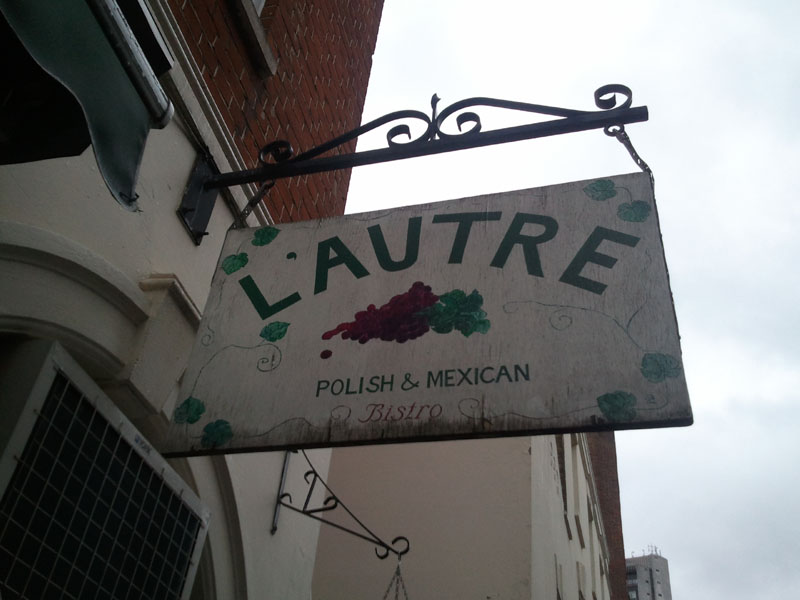 L'AUTRE
POLISH & MEXICAN
Bistro